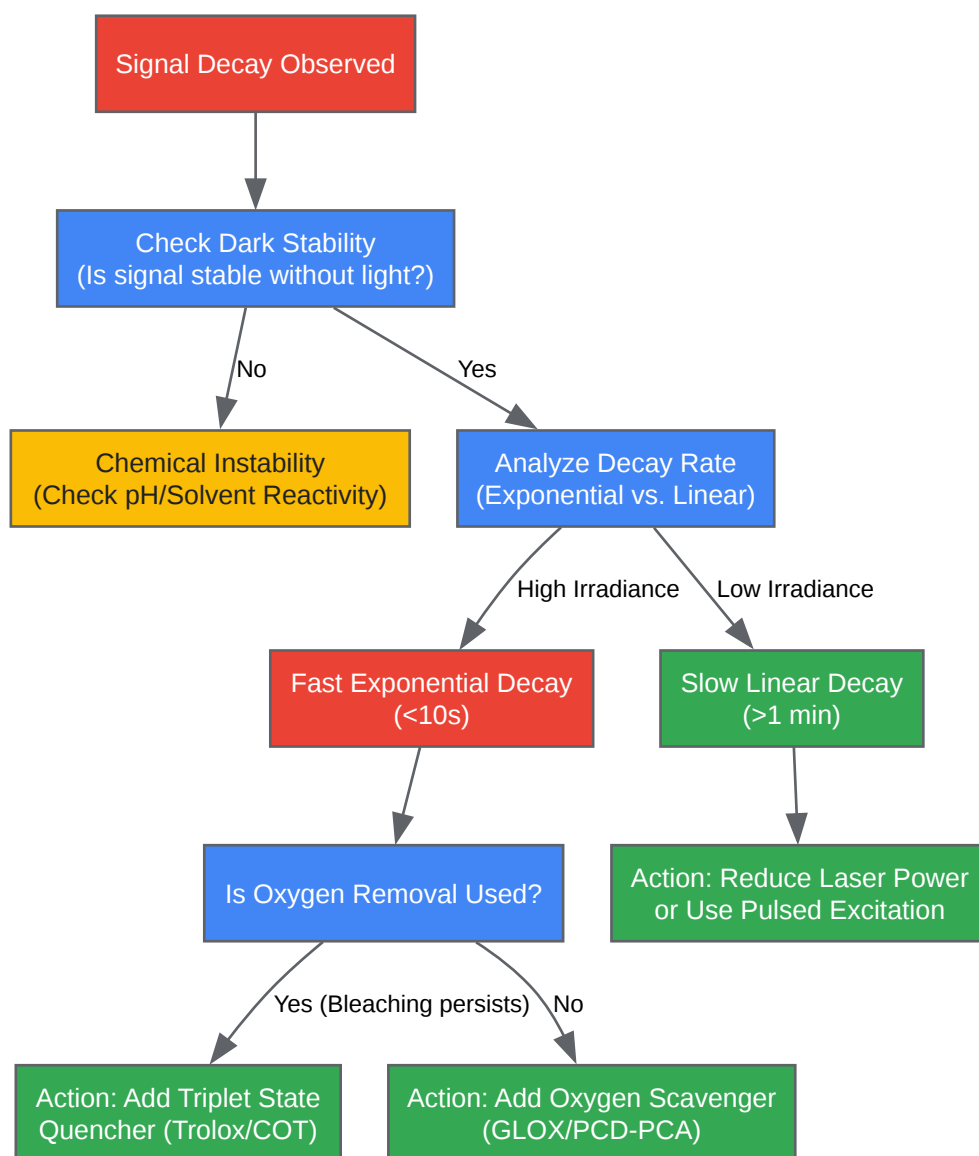 Signal Decay Observed
Check Dark Stability
(Is signal stable without light?)
No
Yes
Chemical Instability
(Check pH/Solvent Reactivity)
Analyze Decay Rate
(Exponential vs. Linear)
High Irradiance
Low Irradiance
Fast Exponential Decay
(<10s)
Slow Linear Decay
(>1 min)
Is Oxygen Removal Used?
Action: Reduce Laser Power
or Use Pulsed Excitation
Yes (Bleaching persists)
No
Action: Add Triplet State
Quencher (Trolox/COT)
Action: Add Oxygen Scavenger
(GLOX/PCD-PCA)